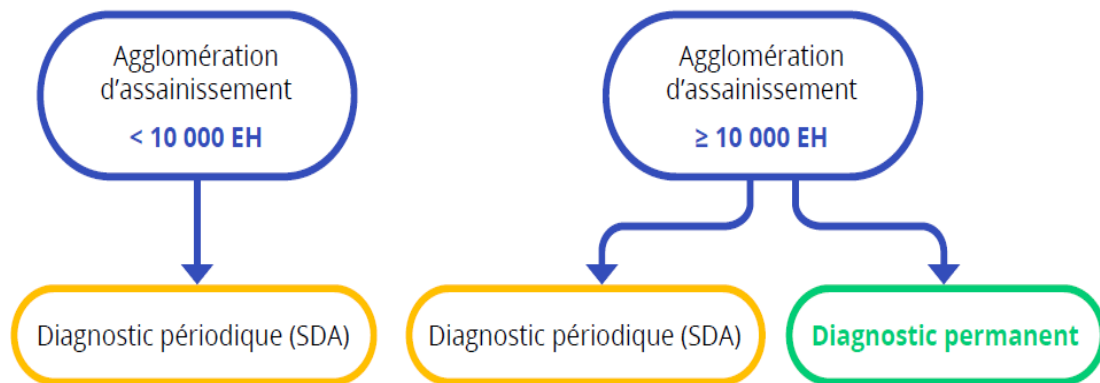 Agglomération
d'assainissement
< 10 000 EH
Agglomération
d'assainissement
≥ 10 000 EH
Diagnostic périodique (SDA)
Diagnostic périodique (SDA)
Diagnostic permanent